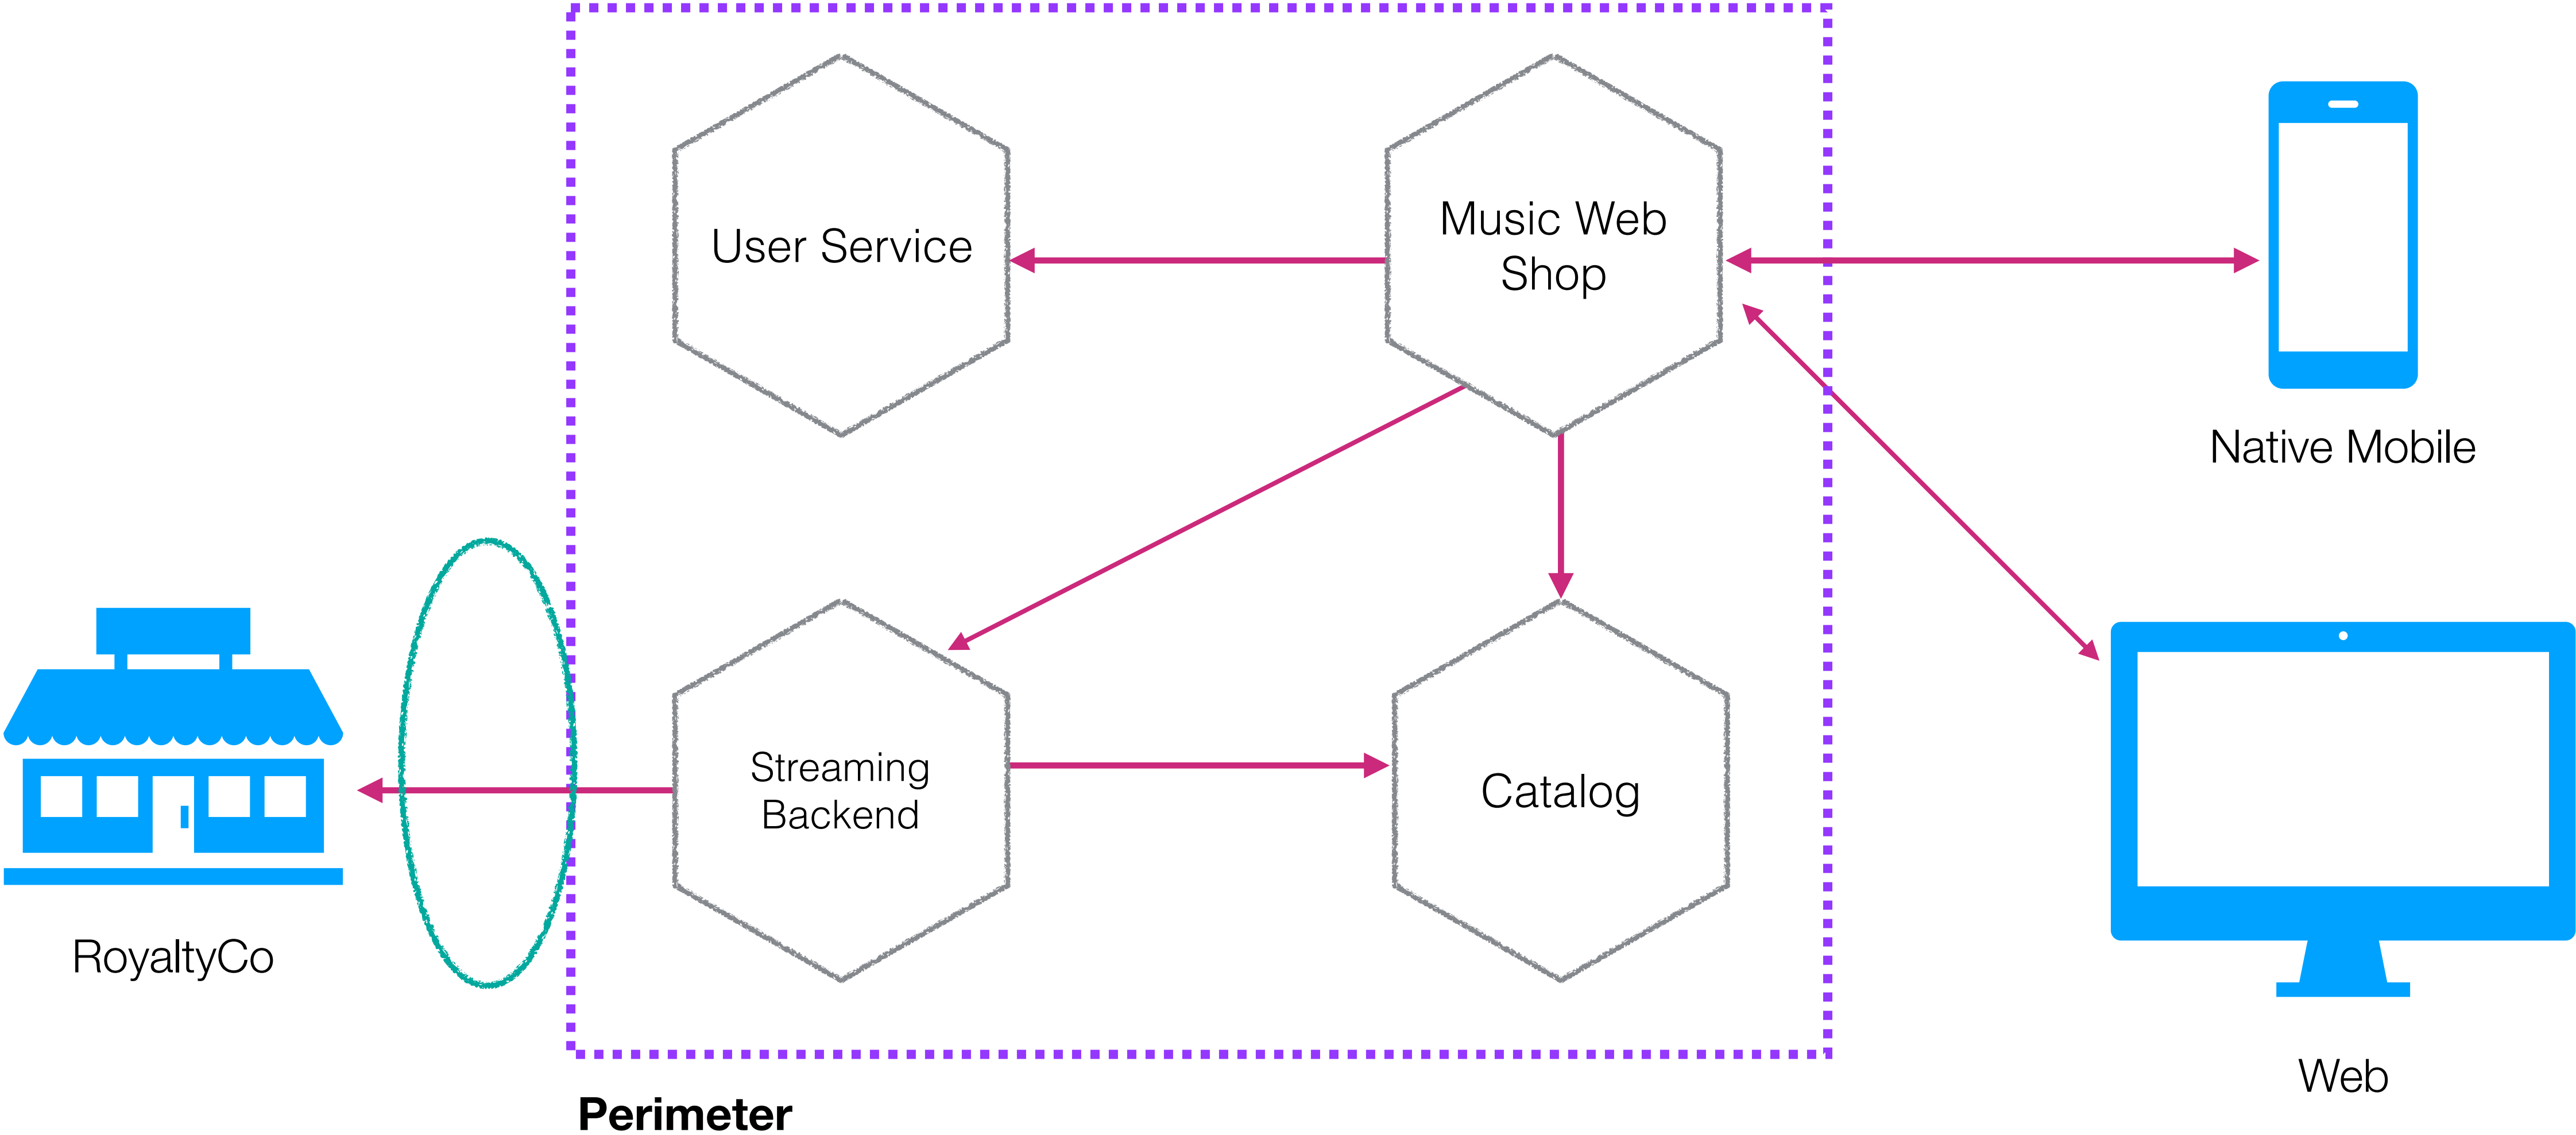 User Service
Music Web
Shop
Native Mobile
Streaming
Backend
Catalog
RoyaltyCo
Web
Perimeter